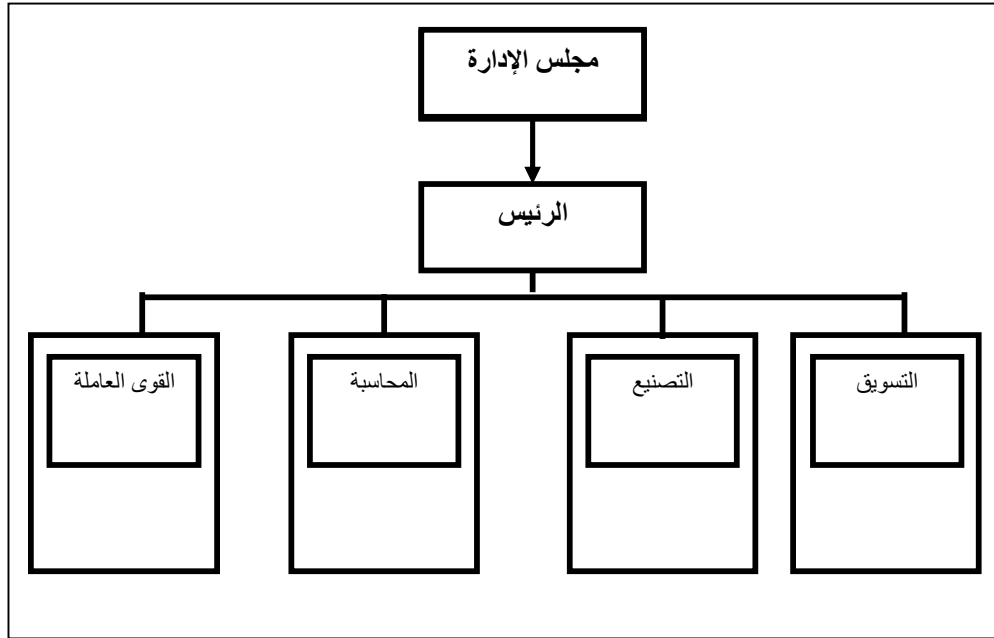 مجلس الإدارة
الرئيس
التسويق
التصنيع
المحاسبة
القوى العاملة